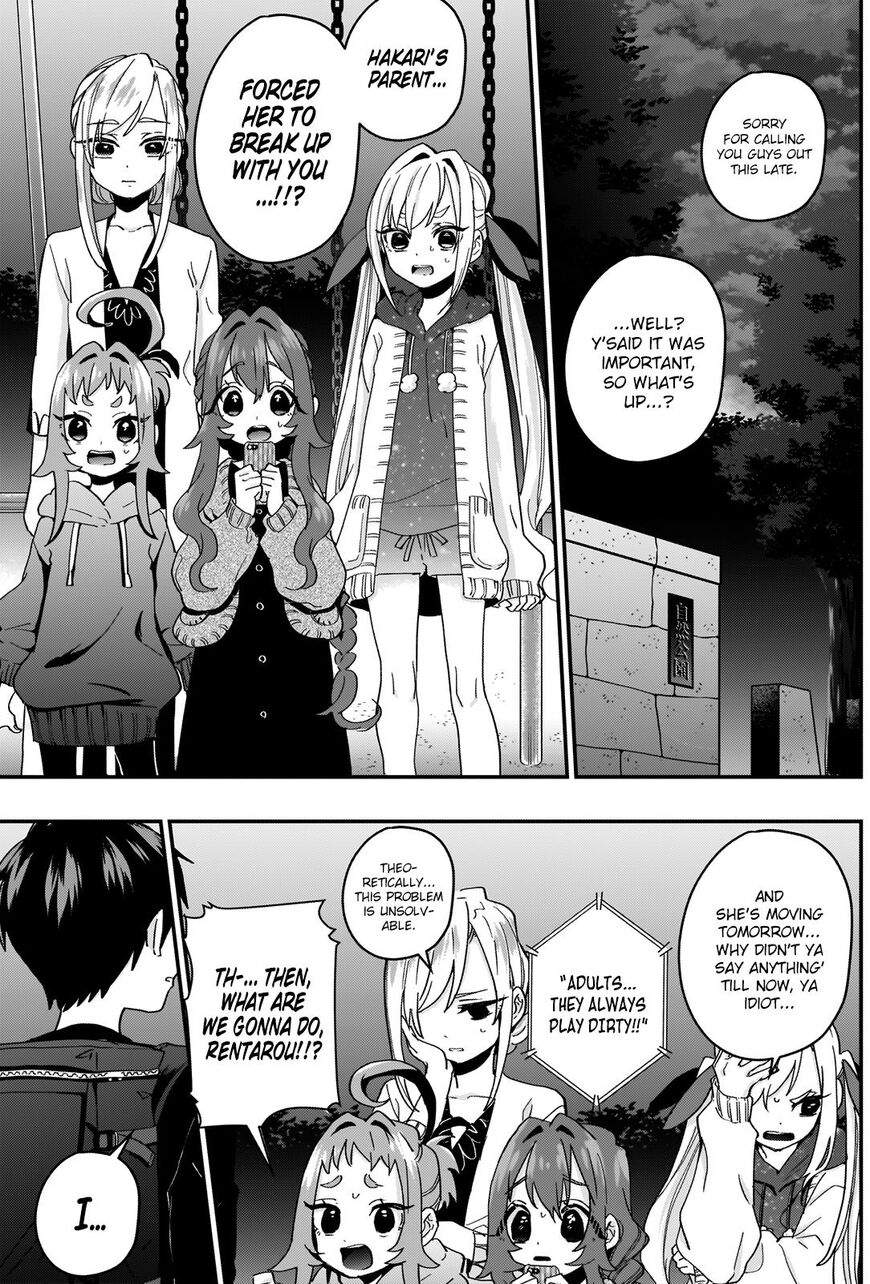 SORRY
FOR CALLING
YOU GUYS OUT
THIS LATE.
...WELL?
Y'SAID IT WAS
IMPORTANT,
SO WHAT'S
UP...?
自然公園
HAKARI'S
PARENT...
FORCED
HER TO
BREAK UP
WITH YOU
...!!?
AND
SHE'S MOVING
TOMORROW...
WHY DIDN'T YA
SAY ANYTHING'
TILL NOW, YA
IDIOT...
"ADULTS...
THEY ALWAYS
PLAY DIRTY!!"
THEO-
RETICALLY...
THIS PROBLEM
IS UNSOLV-
ABLE.
TH-... THEN,
WHAT ARE
WE GONNA DO,
RENTAROU!!?
I...